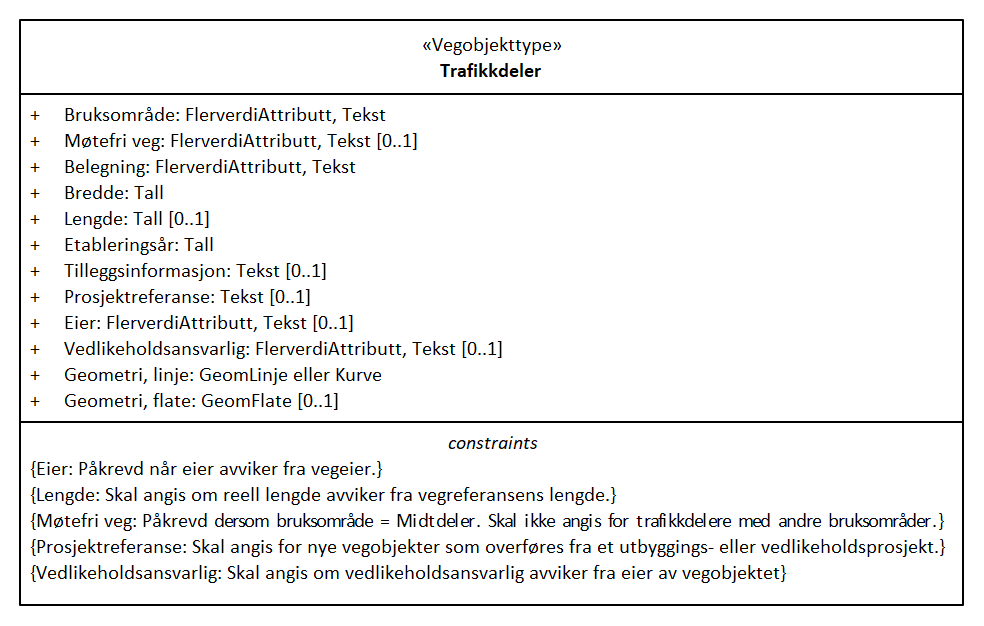 «Vegobjekttype»
Trafikkdeler
+ Bruksområde: FlerverdiAttributt, Tekst
+ Møtefri veg: FlerverdiAttributt, Tekst [0..1]
+ Belegning: FlerverdiAttributt, Tekst
+ Bredde: Tall
+ Lengde: Tall [0..1]
+ Etableringsår: Tall
+ Tilleggsinformasjon: Tekst [0..1]
+ Prosjektreferanse: Tekst [0..1]
+ Eier: FlerverdiAttributt, Tekst [0..1]
+ Vedlikeholdsansvarlig: FlerverdiAttributt, Tekst [0..1]
+ Geometri, linje: GeomLinje eller Kurve
+ Geometri, flate: GeomFlate [0..1]
constraints
{Eier: Påkrevd når eier avviker fra vegeier.}
{Lengde: Skal angis om reell lengde avviker fra vegreferansens lengde.}
{Møtefri veg: Påkrevd dersom bruksområde = Midtdeler. Skal ikke angis for trafikkdelere med andre bruksområder.}
{Prosjektreferanse: Skal angis for nye vegobjekter som overføres fra et utbyggings- eller vedlikeholdsprosjekt.}
{Vedlikeholdsansvarlig: Skal angis om vedlikeholdsansvarlig avviker fra eier av vegobjektet}